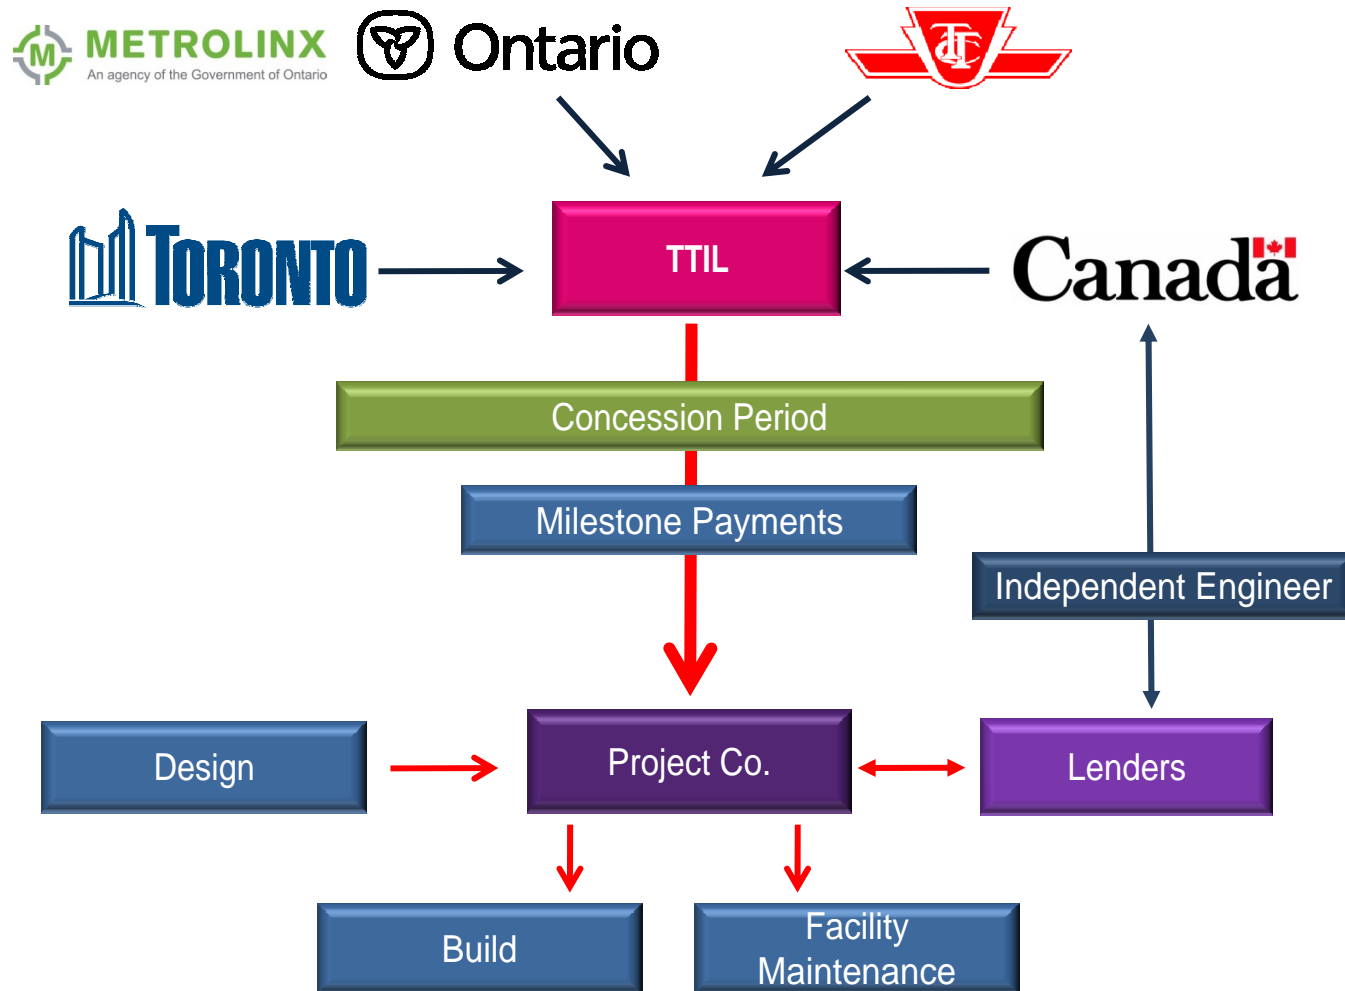 METROLINX
An agency of the Government of Ontario
Ontario
TTC
TORONTO
TTIL
Canada
Concession Period
Milestone Payments
Independent Engineer
Design
Project Co.
Lenders
Build
Facility
Maintenance